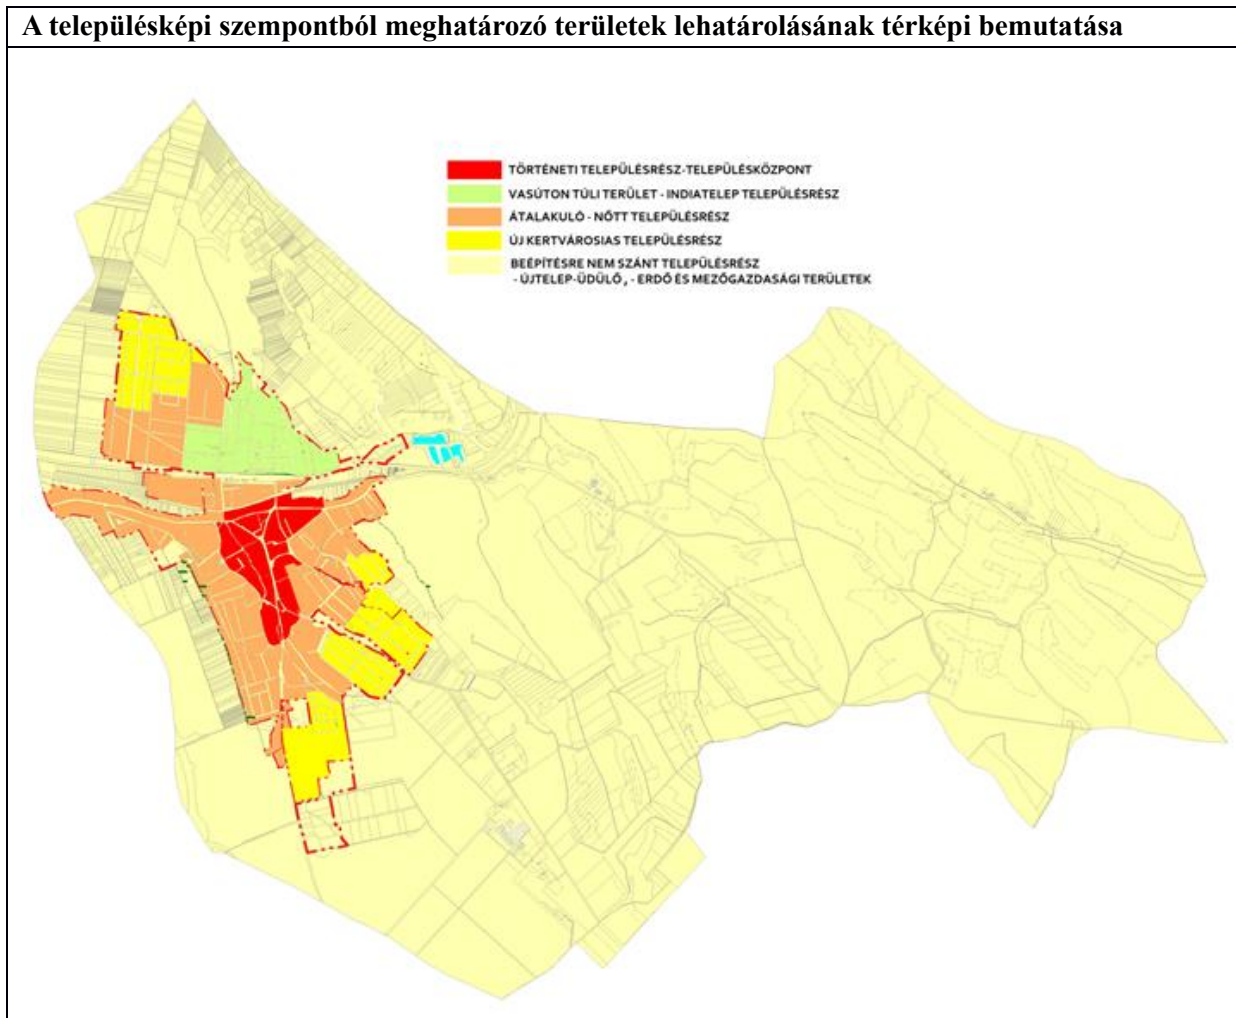 A településképi szempontból meghatározó területek lehatárolásának térképi bemutatása
TÖRTÉNETI TELEPÜLÉSRÉSZ-TELEPÜLÉSKÖZPONT
VASÚTON TÚLI TERÜLET - INDIATELEP TELEPÜLÉSRÉSZ
ÁTALAKULÓ - NŐTT TELEPÜLÉSRÉSZ
ÚJ KERTVÁROSIAS TELEPÜLÉSRÉSZ
BEÉPÍTÉSRE NEM SZÁNT TELEPÜLÉSRÉSZ
- ÚJTELEP-ÜDÜLŐ , - ERDŐ ÉS MEZŐGAZDASÁGI TERÜLETEK